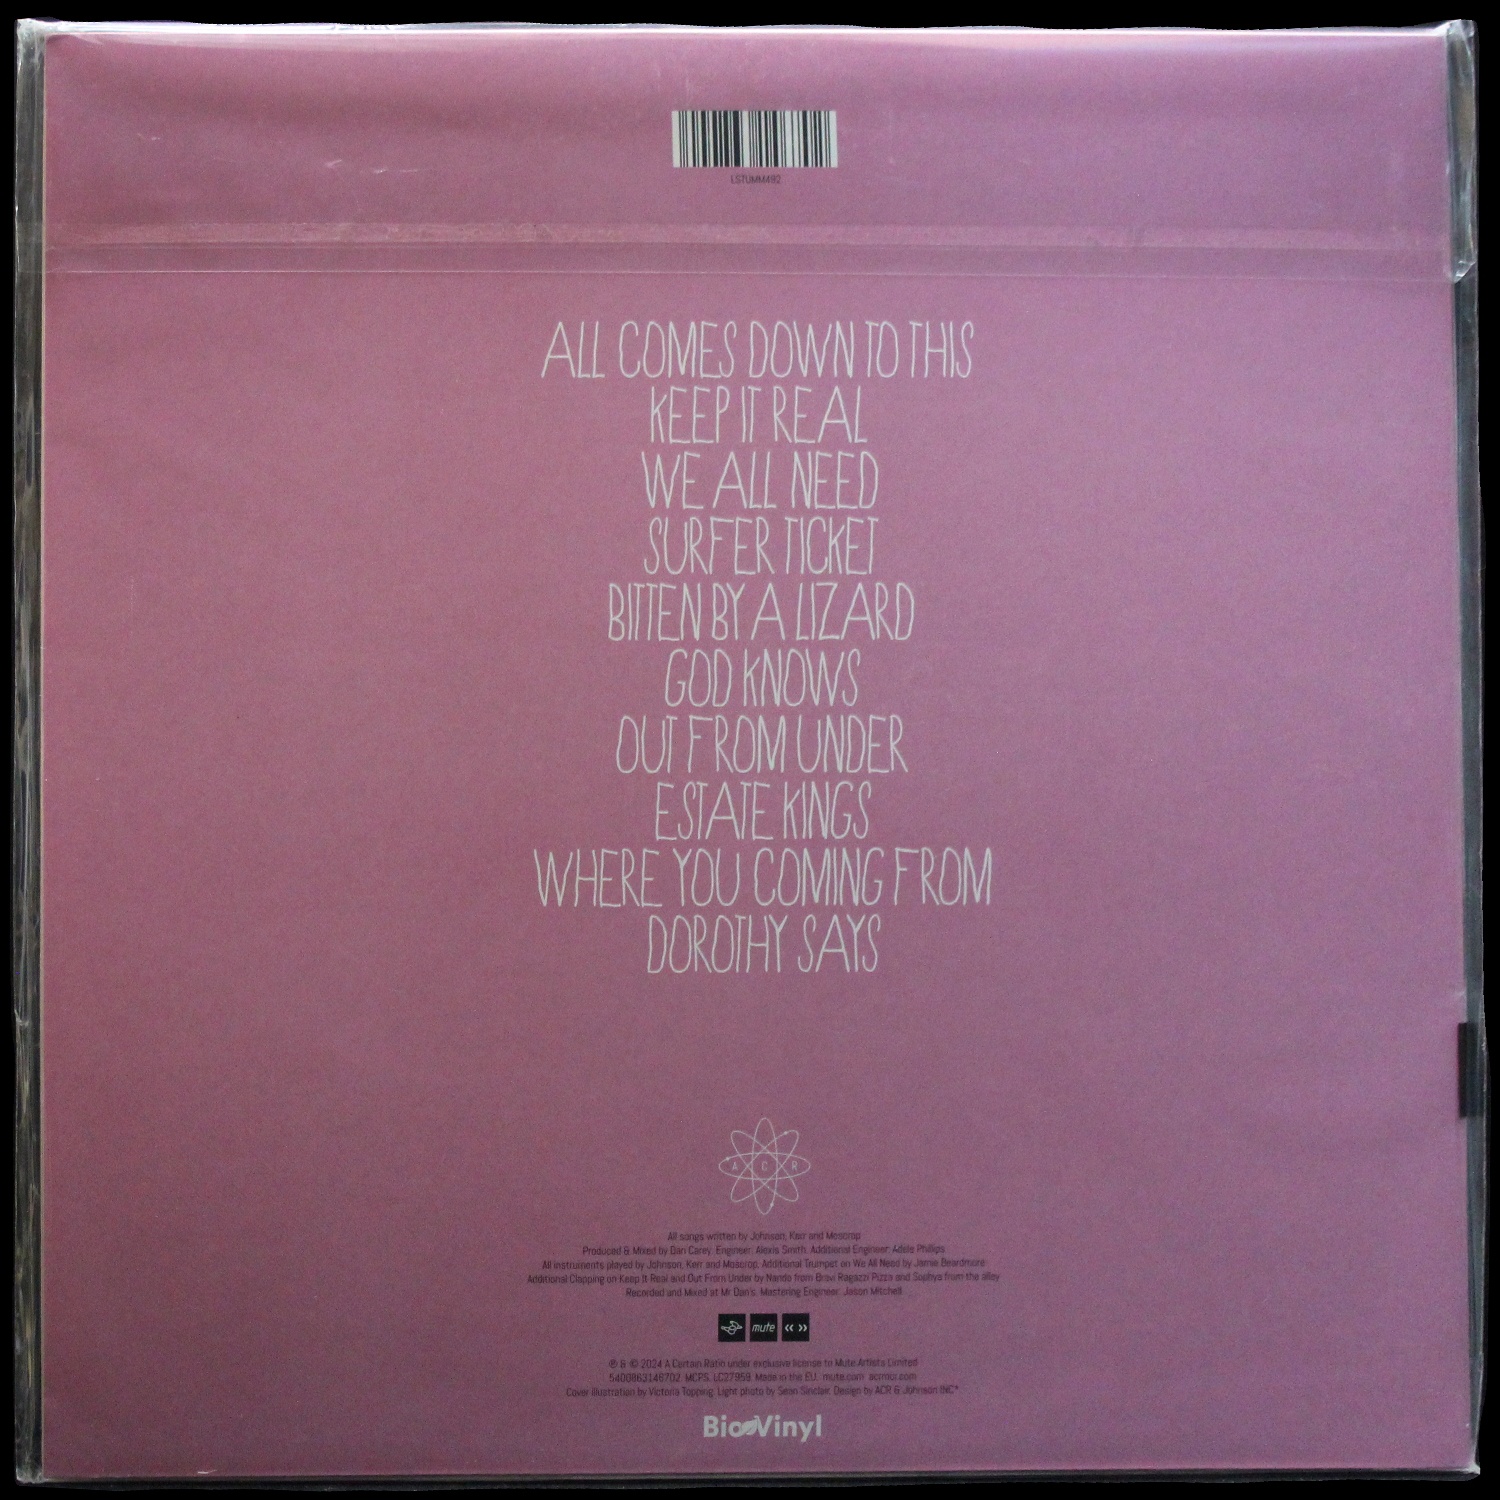 LSTUMM492
ALL COMES DOWN TO THIS
KEEP IT REAL
WE ALL NEED
SURFER TICKET
BITTEN BY A LIZARD
GOD KNOWS
OUT FROM UNDER
ESTATE KINGS
WHERE YOU COMING FROM
DOROTHY SAYS
A C R
All songs written by Johnson, Kerr and Moscrop
Produced & Mixed by Dan Carey. Engineer: Alexis Smith. Additional Engineer: Adele Phillips
All instruments played by Johnson, Kerr and Moscrop, Additional Trumpet on We All Need by Jamie Beardmore
Additional Clapping on Keep It Real and Out From Under by Nando from Bravi Ragazzi Pizza and Sophya from the alley
Recorded and Mixed at Mr Dan's. Mastering Engineer: Jason Mitchell
mute « »
℗ & © 2024 A Certain Ratio under exclusive license to Mute Artists Limited
5400863146702. MCPS. LC27959. Made in the EU. mute.com acrmcr.com
Cover illustration by Victoria Topping. Light photo by Sean Sinclair. Design by ACR & Johnson INC*
BioVinyl